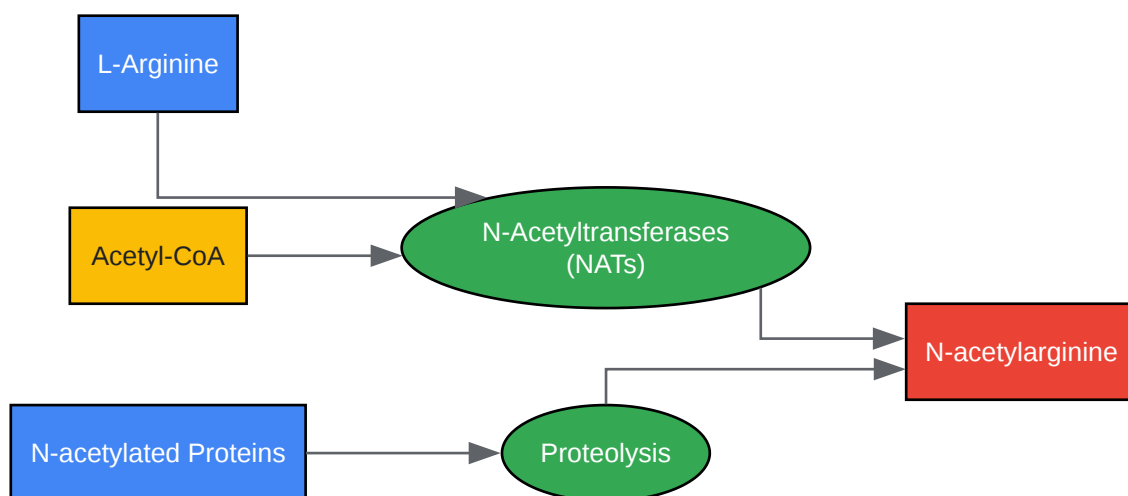 L-Arginine
Acetyl-CoA
N-Acetyltransferases
(NATs)
N-acetylarginine
N-acetylated Proteins
Proteolysis